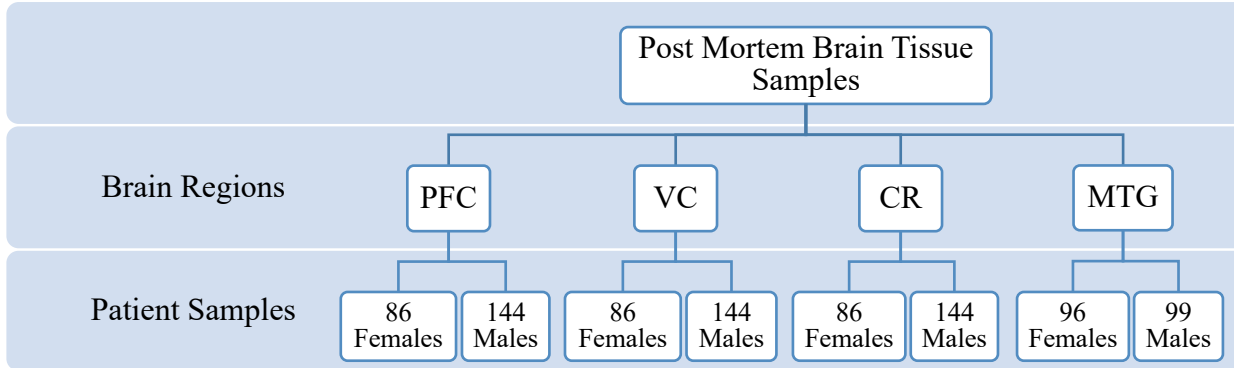 Post Mortem Brain Tissue
Samples
Brain Regions
PFC
VC
CR
MTG
Patient Samples
86
Females
144
Males
86
Females
144
Males
86
Females
144
Males
96
Females
99
Males